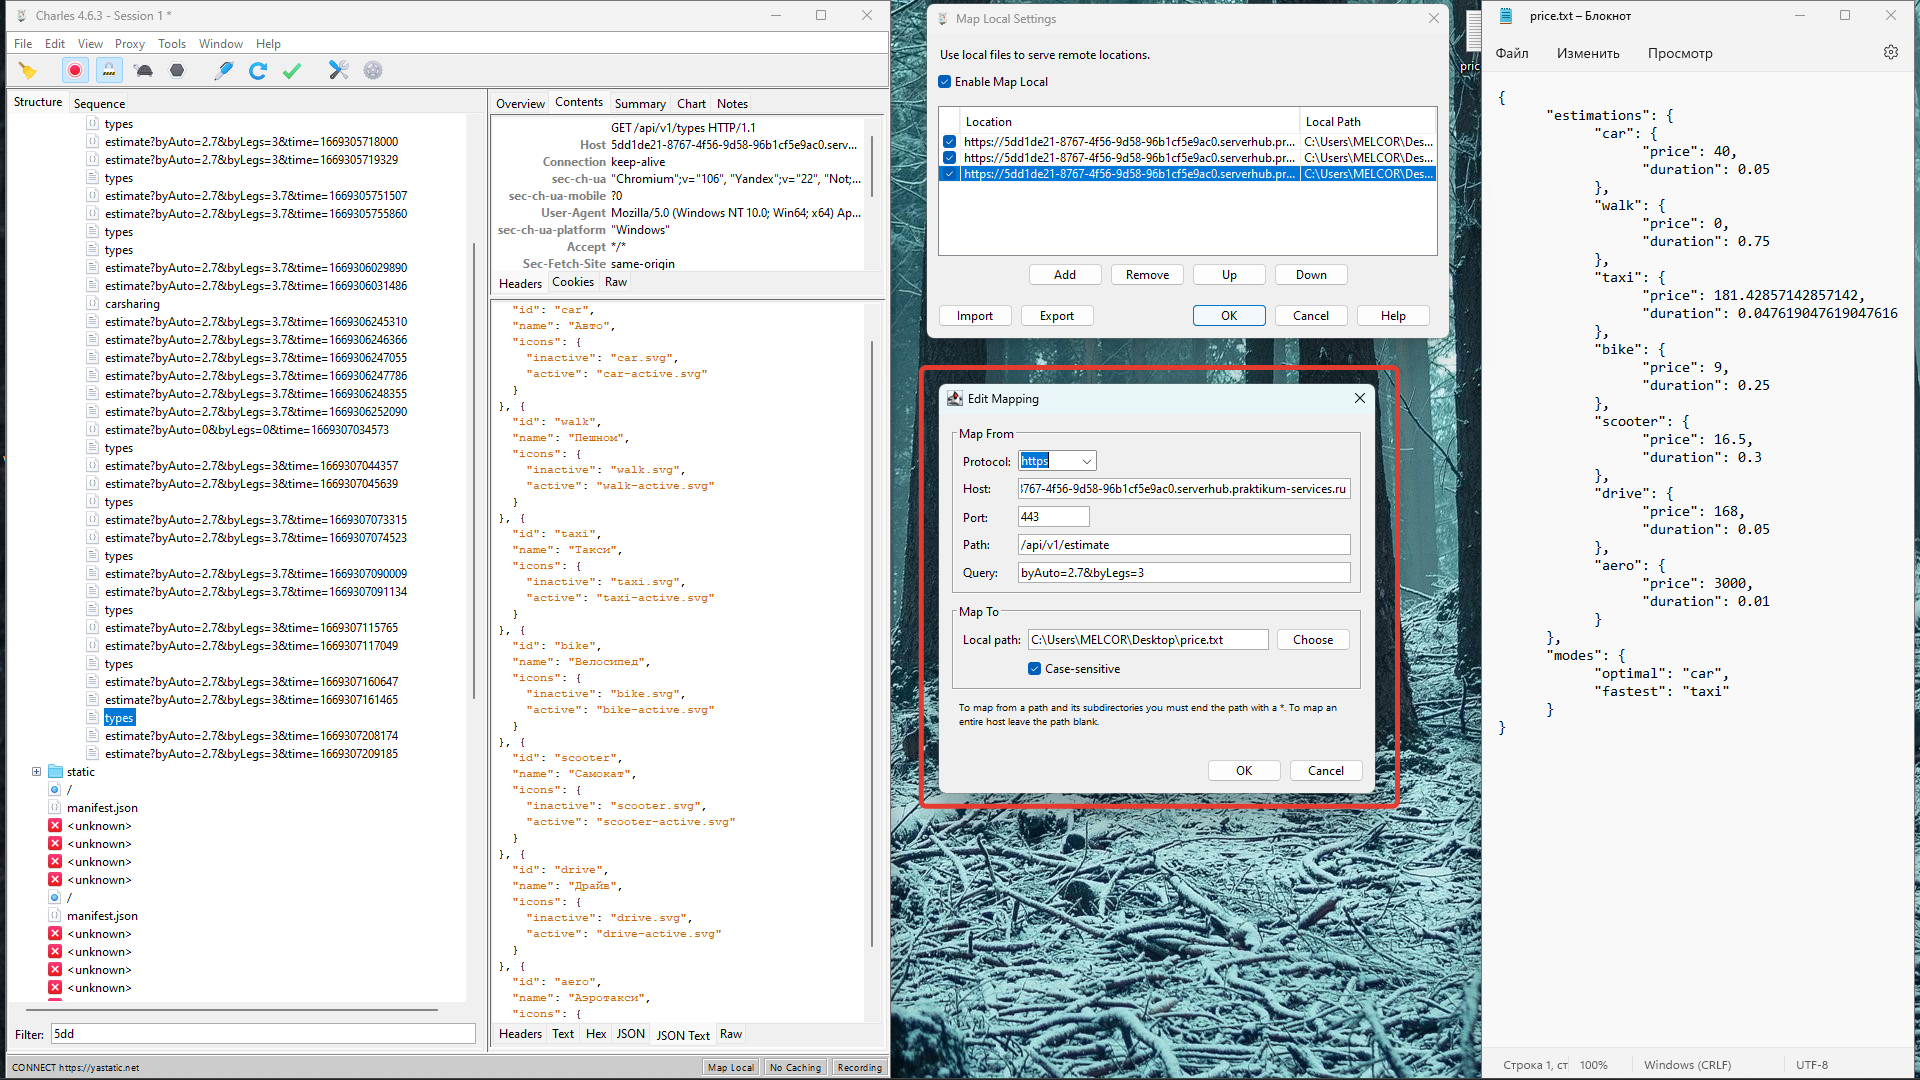 Charles 4.6.3 - Session 1 *
File Edit View Proxy Tools Window Help
Structure Sequence
types
estimate?byAuto=2.7&byLegs=3&time=1669305718000
estimate?byAuto=2.7&byLegs=3&time=1669305719329
types
estimate?byAuto=2.7&byLegs=3.7&time=1669305751507
estimate?byAuto=2.7&byLegs=3.7&time=1669305755860
types
types
estimate?byAuto=2.7&byLegs=3.7&time=1669306029890
estimate?byAuto=2.7&byLegs=3.7&time=1669306031486
carsharing
estimate?byAuto=2.7&byLegs=3.7&time=1669306245310
estimate?byAuto=2.7&byLegs=3.7&time=1669306246366
estimate?byAuto=2.7&byLegs=3.7&time=1669306247055
estimate?byAuto=2.7&byLegs=3.7&time=1669306247786
estimate?byAuto=2.7&byLegs=3.7&time=1669306248355
estimate?byAuto=2.7&byLegs=3.7&time=1669306252090
estimate?byAuto=0&byLegs=0&time=1669307034573
types
estimate?byAuto=2.7&byLegs=3&time=1669307044357
estimate?byAuto=2.7&byLegs=3&time=1669307045639
types
estimate?byAuto=2.7&byLegs=3.7&time=1669307073315
estimate?byAuto=2.7&byLegs=3.7&time=1669307074523
types
estimate?byAuto=2.7&byLegs=3.7&time=1669307090009
estimate?byAuto=2.7&byLegs=3.7&time=1669307091134
types
estimate?byAuto=2.7&byLegs=3&time=1669307115765
estimate?byAuto=2.7&byLegs=3&time=1669307117049
types
estimate?byAuto=2.7&byLegs=3&time=1669307160647
estimate?byAuto=2.7&byLegs=3&time=1669307161465
types
estimate?byAuto=2.7&byLegs=3&time=1669307208174
estimate?byAuto=2.7&byLegs=3&time=1669307209185
static
/
manifest.json
<unknown>
<unknown>
<unknown>
<unknown>
/
manifest.json
<unknown>
<unknown>
<unknown>
<unknown>
Filter: 5dd
CONNECT https://yastatic.net
Map Local No Caching Recording
Overview Contents Summary Chart Notes
GET /api/v1/types HTTP/1.1
Host 5dd1de21-8767-4f56-9d58-96b1cf5e9ac0.serv...
Connection keep-alive
sec-ch-ua "Chromium";v="106", "Yandex";v="22", "Not;...
sec-ch-ua-mobile ?0
User-Agent Mozilla/5.0 (Windows NT 10.0; Win64; x64) Ap...
sec-ch-ua-platform "Windows"
Accept */*
Sec-Fetch-Site same-origin
Headers Cookies Raw
"id": "car",
"name": "Авто",
"icons": {
"inactive": "car.svg",
"active": "car-active.svg"
}
}, {
"id": "walk",
"name": "Пешком",
"icons": {
"inactive": "walk.svg",
"active": "walk-active.svg"
}
}, {
"id": "taxi",
"name": "Такси",
"icons": {
"inactive": "taxi.svg",
"active": "taxi-active.svg"
}
}, {
"id": "bike",
"name": "Велосипед",
"icons": {
"inactive": "bike.svg",
"active": "bike-active.svg"
}
}, {
"id": "scooter",
"name": "Самокат",
"icons": {
"inactive": "scooter.svg",
"active": "scooter-active.svg"
}
}, {
"id": "drive",
"name": "Драйв",
"icons": {
"inactive": "drive.svg",
"active": "drive-active.svg"
}
}, {
"id": "aero",
"name": "Аэротакси",
"icons": {
Headers Text Hex JSON JSON Text Raw
Map Local Settings
Use local files to serve remote locations.
Enable Map Local
Location Local Path
https://5dd1de21-8767-4f56-9d58-96b1cf5e9ac0.serverhub.pr... C:\Users\MELCOR\Des...
https://5dd1de21-8767-4f56-9d58-96b1cf5e9ac0.serverhub.pr... C:\Users\MELCOR\Des...
https://5dd1de21-8767-4f56-9d58-96b1cf5e9ac0.serverhub.pr... C:\Users\MELCOR\Des...
Add Remove Up Down
Import Export OK Cancel Help
Edit Mapping
Map From
Protocol: https
Host: 8767-4f56-9d58-96b1cf5e9ac0.serverhub.praktikum-services.ru
Port: 443
Path: /api/v1/estimate
Query: byAuto=2.7&byLegs=3
Map To
Local path: C:\Users\MELCOR\Desktop\price.txt Choose
Case-sensitive
To map from a path and its subdirectories you must end the path with a *. To map an
entire host leave the path blank.
OK Cancel
pric
price.txt – Блокнот
Файл Изменить Просмотр
{
"estimations": {
"car": {
"price": 40,
"duration": 0.05
},
"walk": {
"price": 0,
"duration": 0.75
},
"taxi": {
"price": 181.42857142857142,
"duration": 0.047619047619047616
},
"bike": {
"price": 9,
"duration": 0.25
},
"scooter": {
"price": 16.5,
"duration": 0.3
},
"drive": {
"price": 168,
"duration": 0.05
},
"aero": {
"price": 3000,
"duration": 0.01
}
},
"modes": {
"optimal": "car",
"fastest": "taxi"
}
}
Строка 1, ст 100% Windows (CRLF) UTF-8